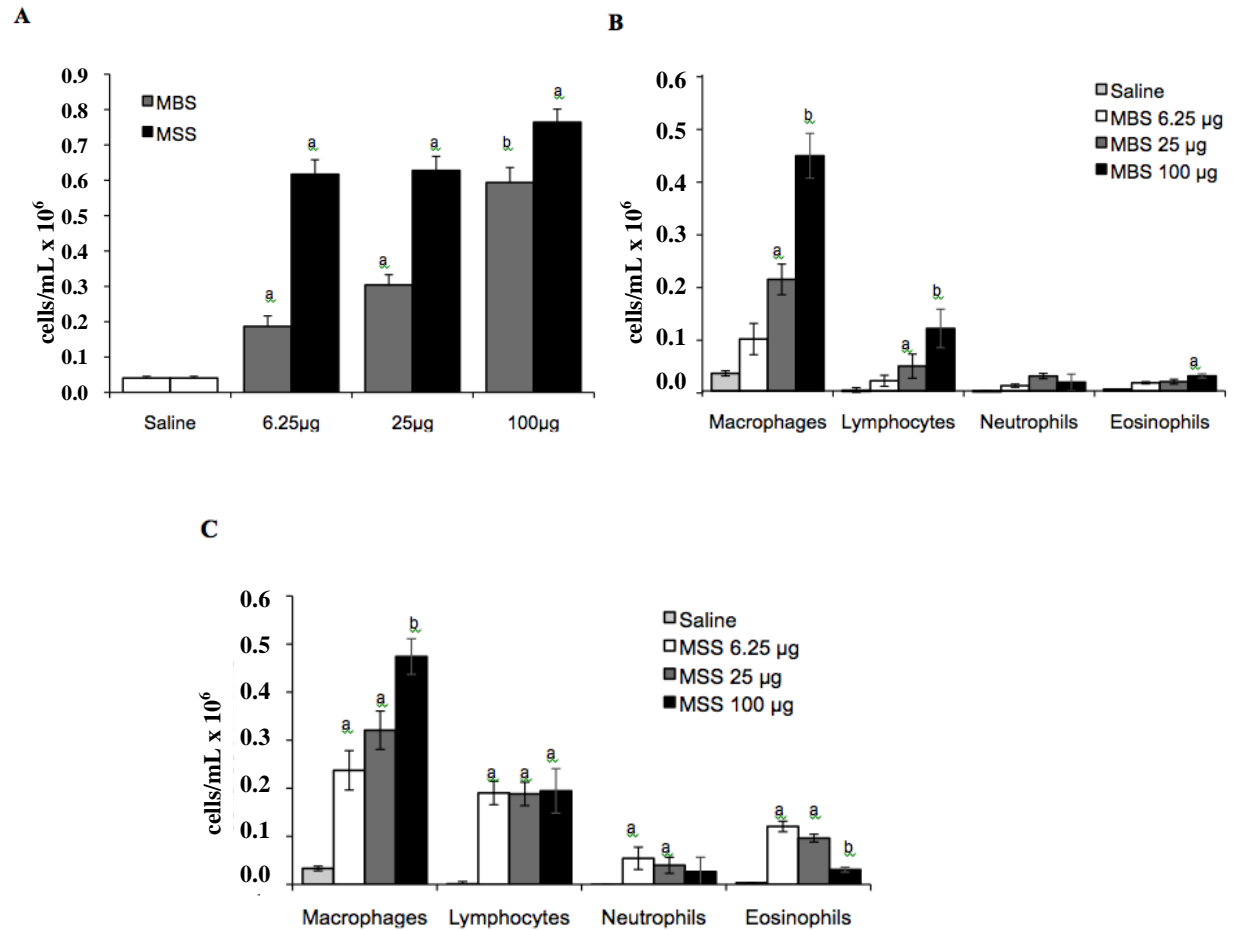 A
cells/mL x 10⁶
0.9
0.8
0.7
0.6
0.5
0.4
0.3
0.2
0.1
0.0
MBS
MSS
a
a
a
a
b
a
Saline 6.25µg 25µg 100µg
B
cells/mL x 10⁶
0.6
0.5
0.4
0.3
0.2
0.1
0.0
Saline
MBS 6.25 µg
MBS 25 µg
MBS 100 µg
a
b
a
b
a
Macrophages Lymphocytes Neutrophils Eosinophils
C
cells/mL x 10⁶
0.6
0.5
0.4
0.3
0.2
0.1
0.0
Saline
MSS 6.25 µg
MSS 25 µg
MSS 100 µg
a
a
b
a
a
a
a
a
a
a
b
Macrophages Lymphocytes Neutrophils Eosinophils